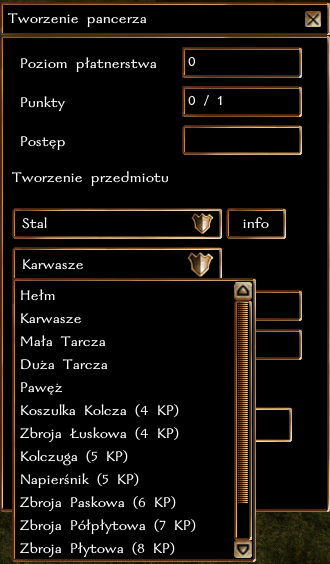 Tworzenie pancerza
Poziom płatnerstwa 0
Punkty 0 / 1
Postęp
Tworzenie przedmiotu
Stal info
Karwasze
Hełm
Karwasze
Mała Tarcza
Duża Tarcza
Pawęż
Koszulka Kolcza (4 KP)
Zbroja Łuskowa (4 KP)
Kolczuga (5 KP)
Napierśnik (5 KP)
Zbroja Paskowa (6 KP)
Zbroja Półpłytowa (7 KP)
Zbroja Płytowa (8 KP)